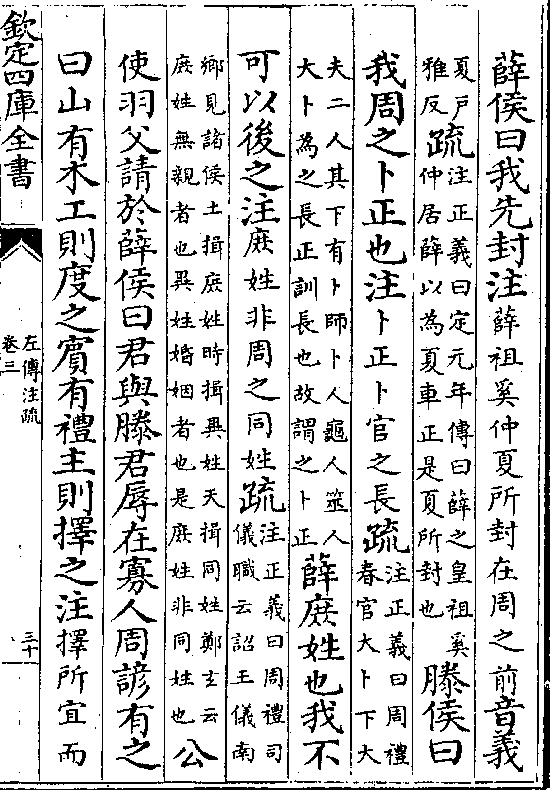 薛侯曰我先封注薛祖奚仲夏所封在周之前音義
夏戸雅反疏注正義曰定元年傳曰薛之皇祖奚仲居薛以為夏車正是夏所封也滕侯曰
我周之卜正也注卜正卜官之長疏注正義曰周禮春官大卜下大
夫二人其下有卜師卜人龜人筮人大卜為之長正訓長也故謂之卜正薛庶姓也我不
可以後之注庶姓非周之同姓疏注正義曰周禮司儀職云詔王儀南
鄉見諸侯土揖庶姓時揖異姓天揖同姓鄭玄云庶姓無親者也異姓婚姻者也是庶姓非同姓也公
使羽父請於薛侯曰君與滕君辱在寡人周諺有之
曰山有木工則度之賔有禮主則擇之注擇所宜而
欽定四庫全書
左傳注疏
卷三
三十